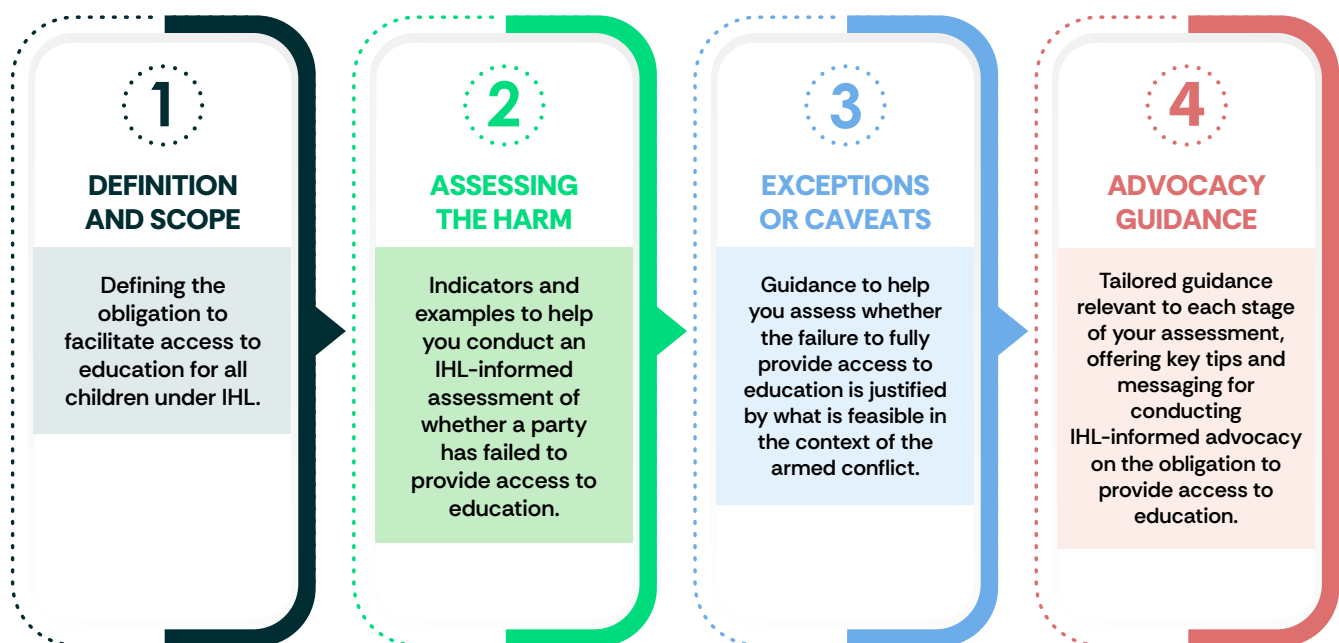 1
DEFINITION
AND SCOPE
Defining the
obligation to
facilitate access to
education for all
children under IHL.
2
ASSESSING
THE HARM
Indicators and
examples to help
you conduct an
IHL-informed
assessment of
whether a party
has failed to
provide access to
education.
3
EXCEPTIONS
OR CAVEATS
Guidance to help
you assess whether
the failure to fully
provide access to
education is justified
by what is feasible in
the context of the
armed conflict.
4
ADVOCACY
GUIDANCE
Tailored guidance
relevant to each stage
of your assessment,
offering key tips and
messaging for
conducting
IHL-informed advocacy
on the obligation to
provide access to
education.